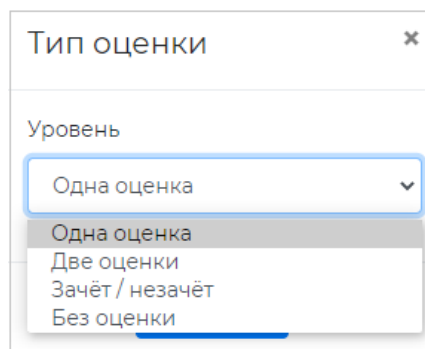 Тип оценки
×
Уровень
Одна оценка
Одна оценка
Две оценки
Зачёт / незачёт
Без оценки